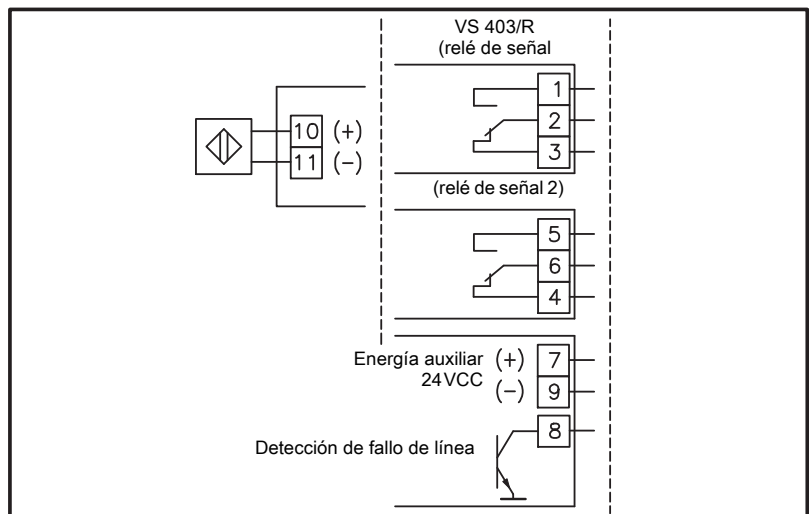 VS 403/R
(relé de señal
1
10 (+)
2
11 (−)
3
(relé de señal 2)
5
6
4
Energía auxiliar (+) 7
24VCC (−) 9
8
Detección de fallo de línea